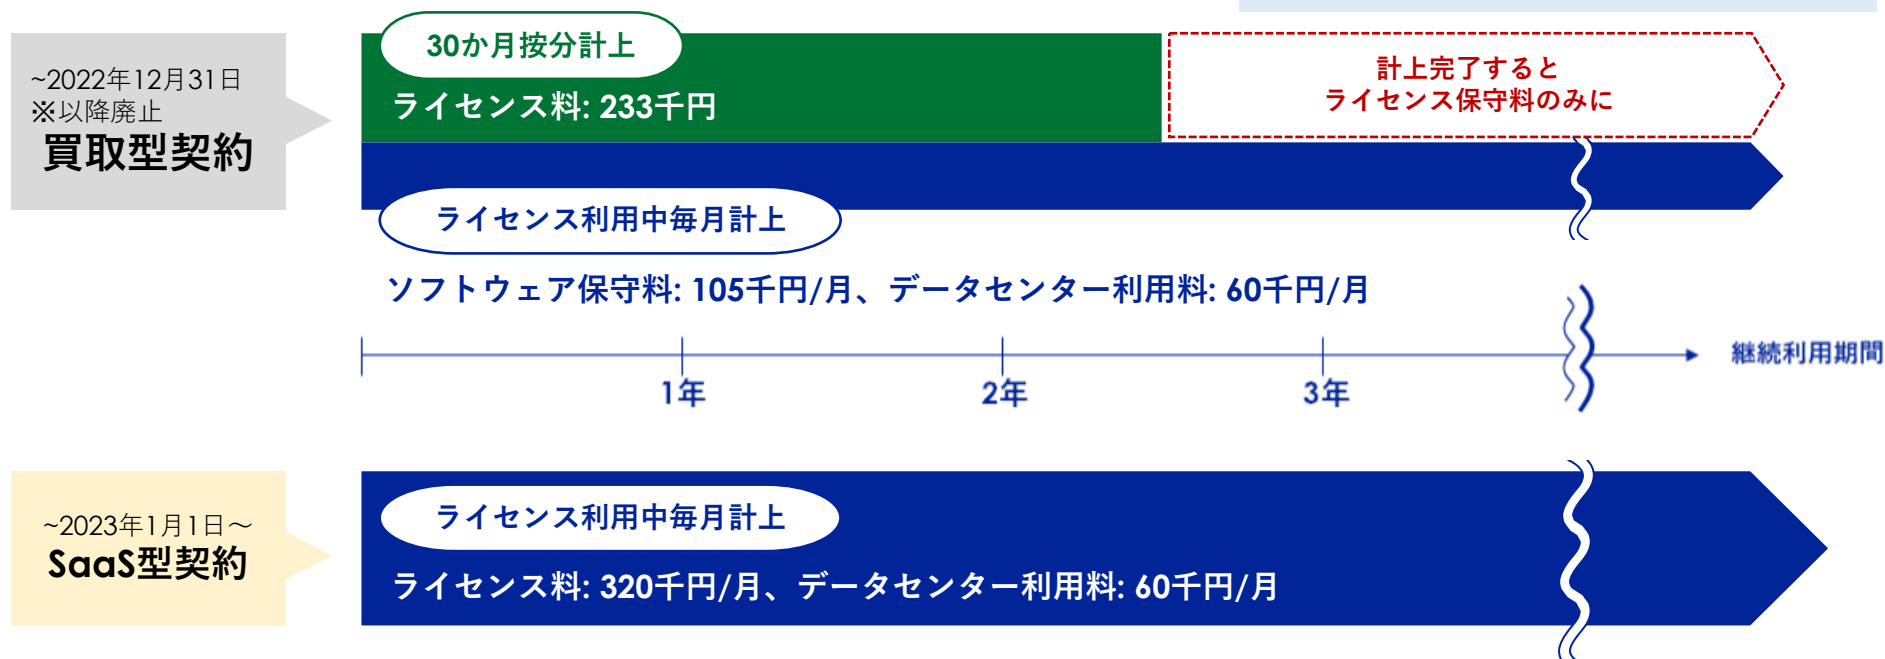 ~2022年12月31日
※以降廃止
買取型契約
30か月按分計上
ライセンス料: 233千円
計上完了すると
ライセンス保守料のみに
ライセンス利用中毎月計上
ソフトウェア保守料: 105千円/月、データセンター利用料: 60千円/月
1年
2年
3年
継続利用期間
~2023年1月1日～
SaaS型契約
ライセンス利用中毎月計上
ライセンス料: 320千円/月、データセンター利用料: 60千円/月